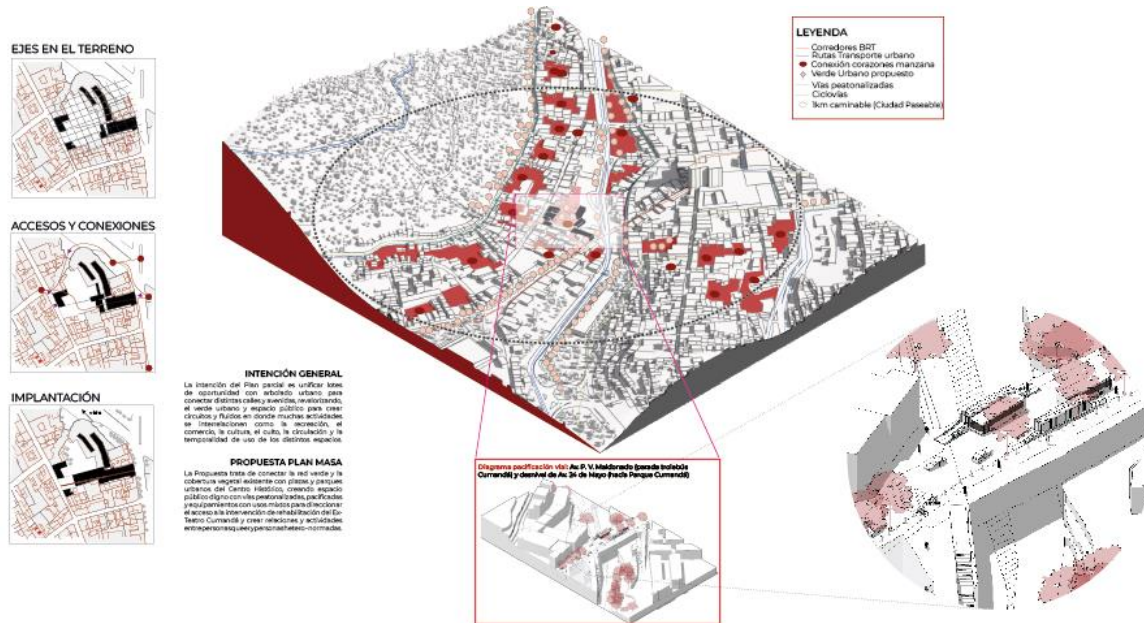 EJES EN EL TERRENO
ACCESOS Y CONEXIONES
IMPLANTACIÓN
INTENCIÓN GENERAL
La intención del Plan parcial es unificar lotes
de oportunidad con arbolado urbano para
conectar distintas calles y avenidas, revalorizando,
el verde urbano y espacio público para crear
circuitos y fluidos en donde muchas actividades
se interrelacionen como la recreación, el
comercio, la cultura, el culto, la circulación y la
temporalidad de uso de los distintos espacios.
PROPUESTA PLAN MASA
La Propuesta trata de conectar la red verde y la
cobertura vegetal existente con plazas y parques
urbanos del Centro Histórico, creando espacio
público digno con vías peatonalizadas, pacificadas
y equipamientos con usos mixtos para direccionar
el acceso a la intervención de rehabilitación del Ex-
Teatro Cumandá y crear relaciones y actividades
entre personas queer y personas hetero-normadas.
LEYENDA
Corredores BRT
Rutas Transporte urbano
Conexión corazones manzana
Verde Urbano propuesto
Vías peatonalizadas
Ciclovías
1km caminable (Ciudad Paseable)
Diagrama pacificación vial: Av. P. V. Maldonado (parada trolebús
Cumandá) y desnivel de Av. 24 de Mayo (hacia Parque Cumandá)